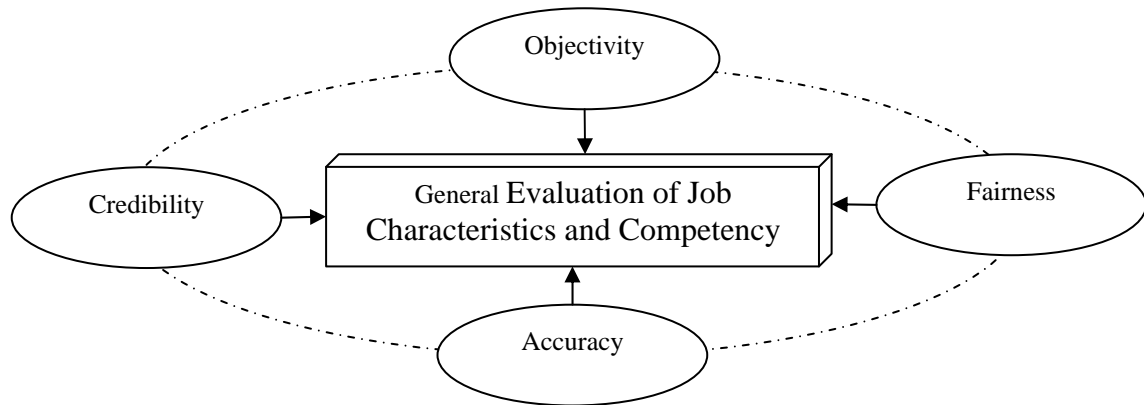 Objectivity
Credibility
General Evaluation of Job
Characteristics and Competency
Fairness
Accuracy